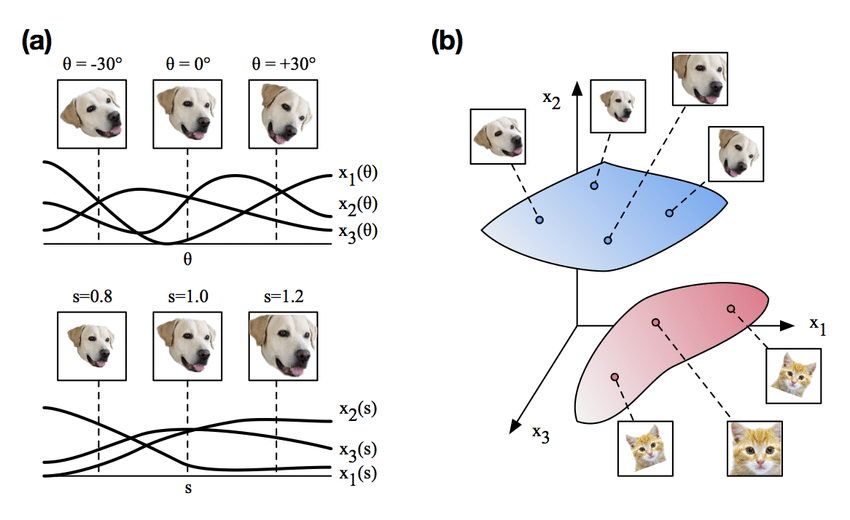 (a)
θ = -30° θ = 0° θ = +30°
x₁(θ)
x₂(θ)
x₃(θ)
θ
s=0.8 s=1.0 s=1.2
x₂(s)
x₃(s)
x₁(s)
s
(b)
x₂
x₁
x₃